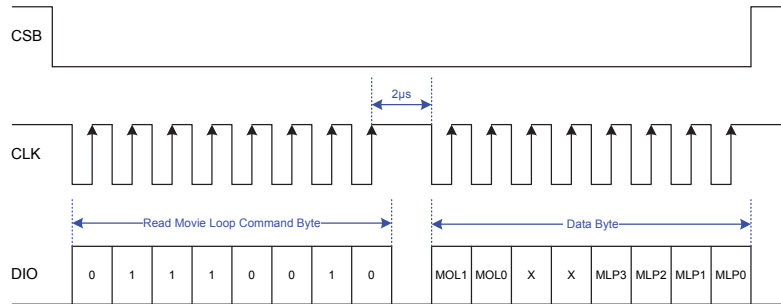 CSB
2µs
CLK
Read Movie Loop Command Byte
Data Byte
DIO 0 1 1 1 0 0 1 0 MOL1 MOL0 X X MLP3 MLP2 MLP1 MLP0